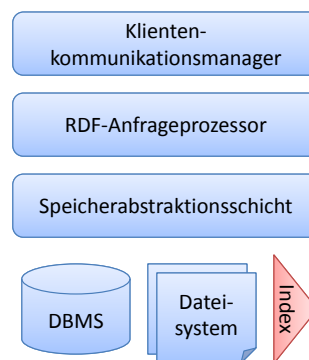 Klienten-
kommunikationsmanager
RDF-Anfrageprozessor
Speicherabstraktionsschicht
DBMS
Datei-
system
Index